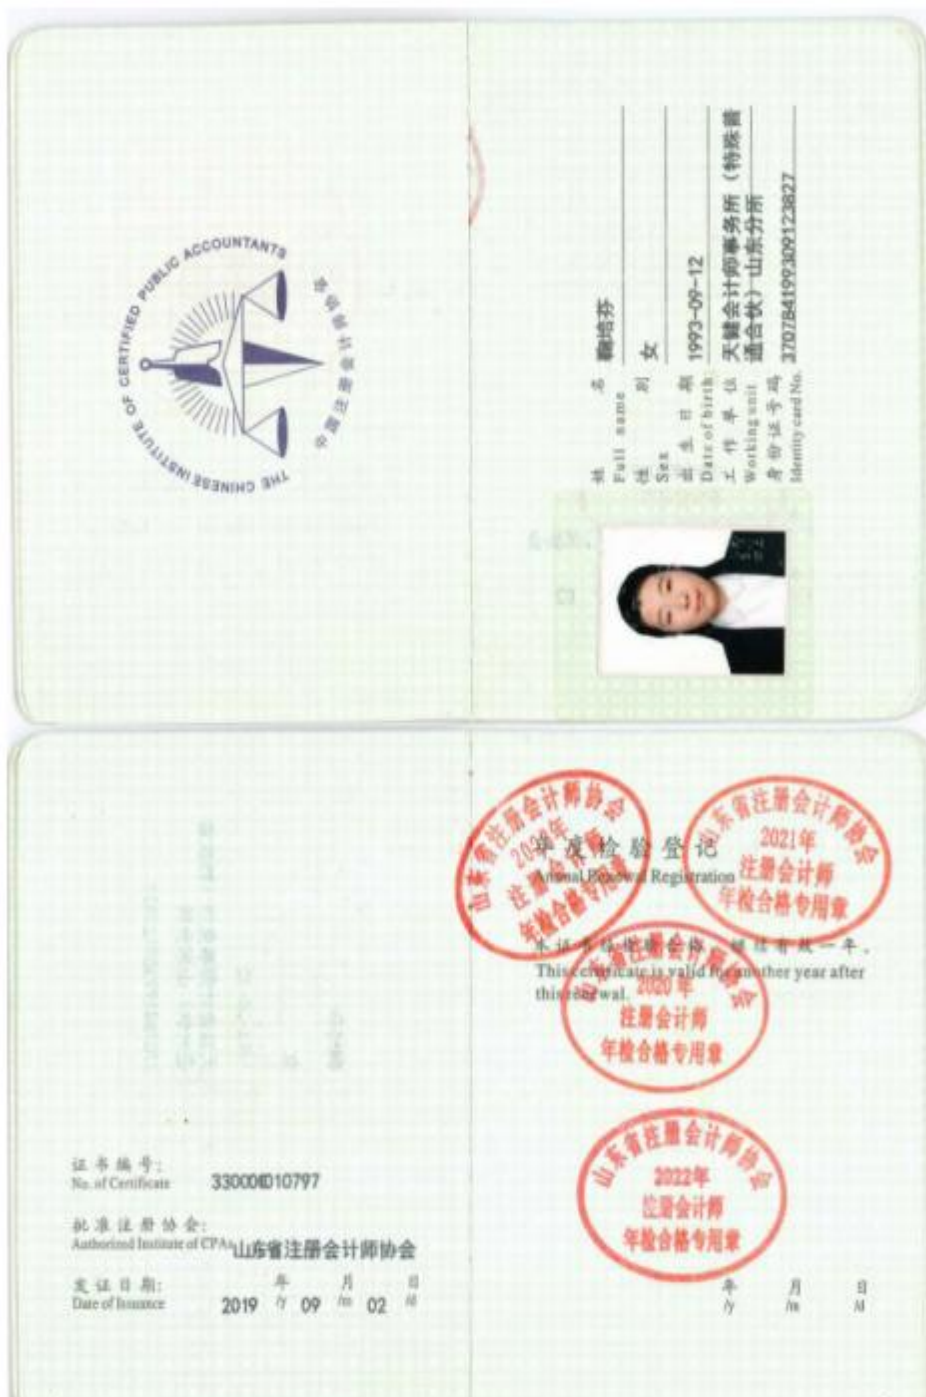 THE CHINESE INSTITUTE OF CERTIFIED PUBLIC ACCOUNTANTS
中国注册会计师协会
姓 名 鞠培芬
Full name
性 别 女
Sex
出 生 日 期 1993-09-12
Date of birth
工 作 单 位 天健会计师事务所（特殊普
Working unit 通合伙）山东分所
身 份 证 号 码 370784199309123827
Identity card No.
年 度 检 验 登 记
Annual Renewal Registration
本 证 书 经 检 验 合 格 ， 继 续 有 效 一 年 。
This certificate is valid for another year after
this renewal.
山东省注册会计师协会
注册会计师
年检合格专用章
山东省注册会计师协会
2021年
注册会计师
年检合格专用章
山东省注册会计师协会
2020年
注册会计师
年检合格专用章
山东省注册会计师协会
2022年
注册会计师
年检合格专用章
年 月 日
/y /m /d
证 书 编 号：
No. of Certificate
批 准 注 册 协 会：
Authorized Institute of CPAs 山东省注册会计师协会
发 证 日 期： 年 月 日
Date of Issuance 2019 /y 09 /m 02 /d